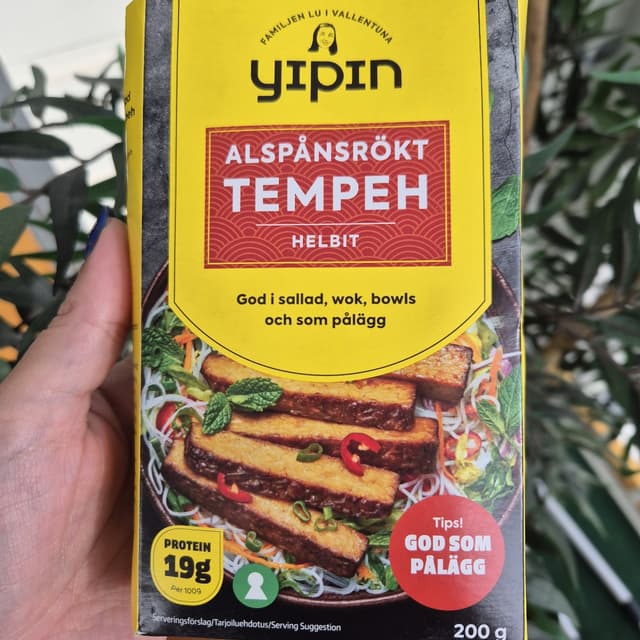 FAMILJEN LU I VALLENTUNA
yipin
ALSPÅNSRÖKT
TEMPEH
HELBIT
God i sallad, wok, bowls
och som pålägg
Tips!
GOD SOM
PÅLÄGG
PROTEIN
19g
Per 100g
Serveringsförslag/Tarjoiluehdotus/Serving Suggestion
200 g